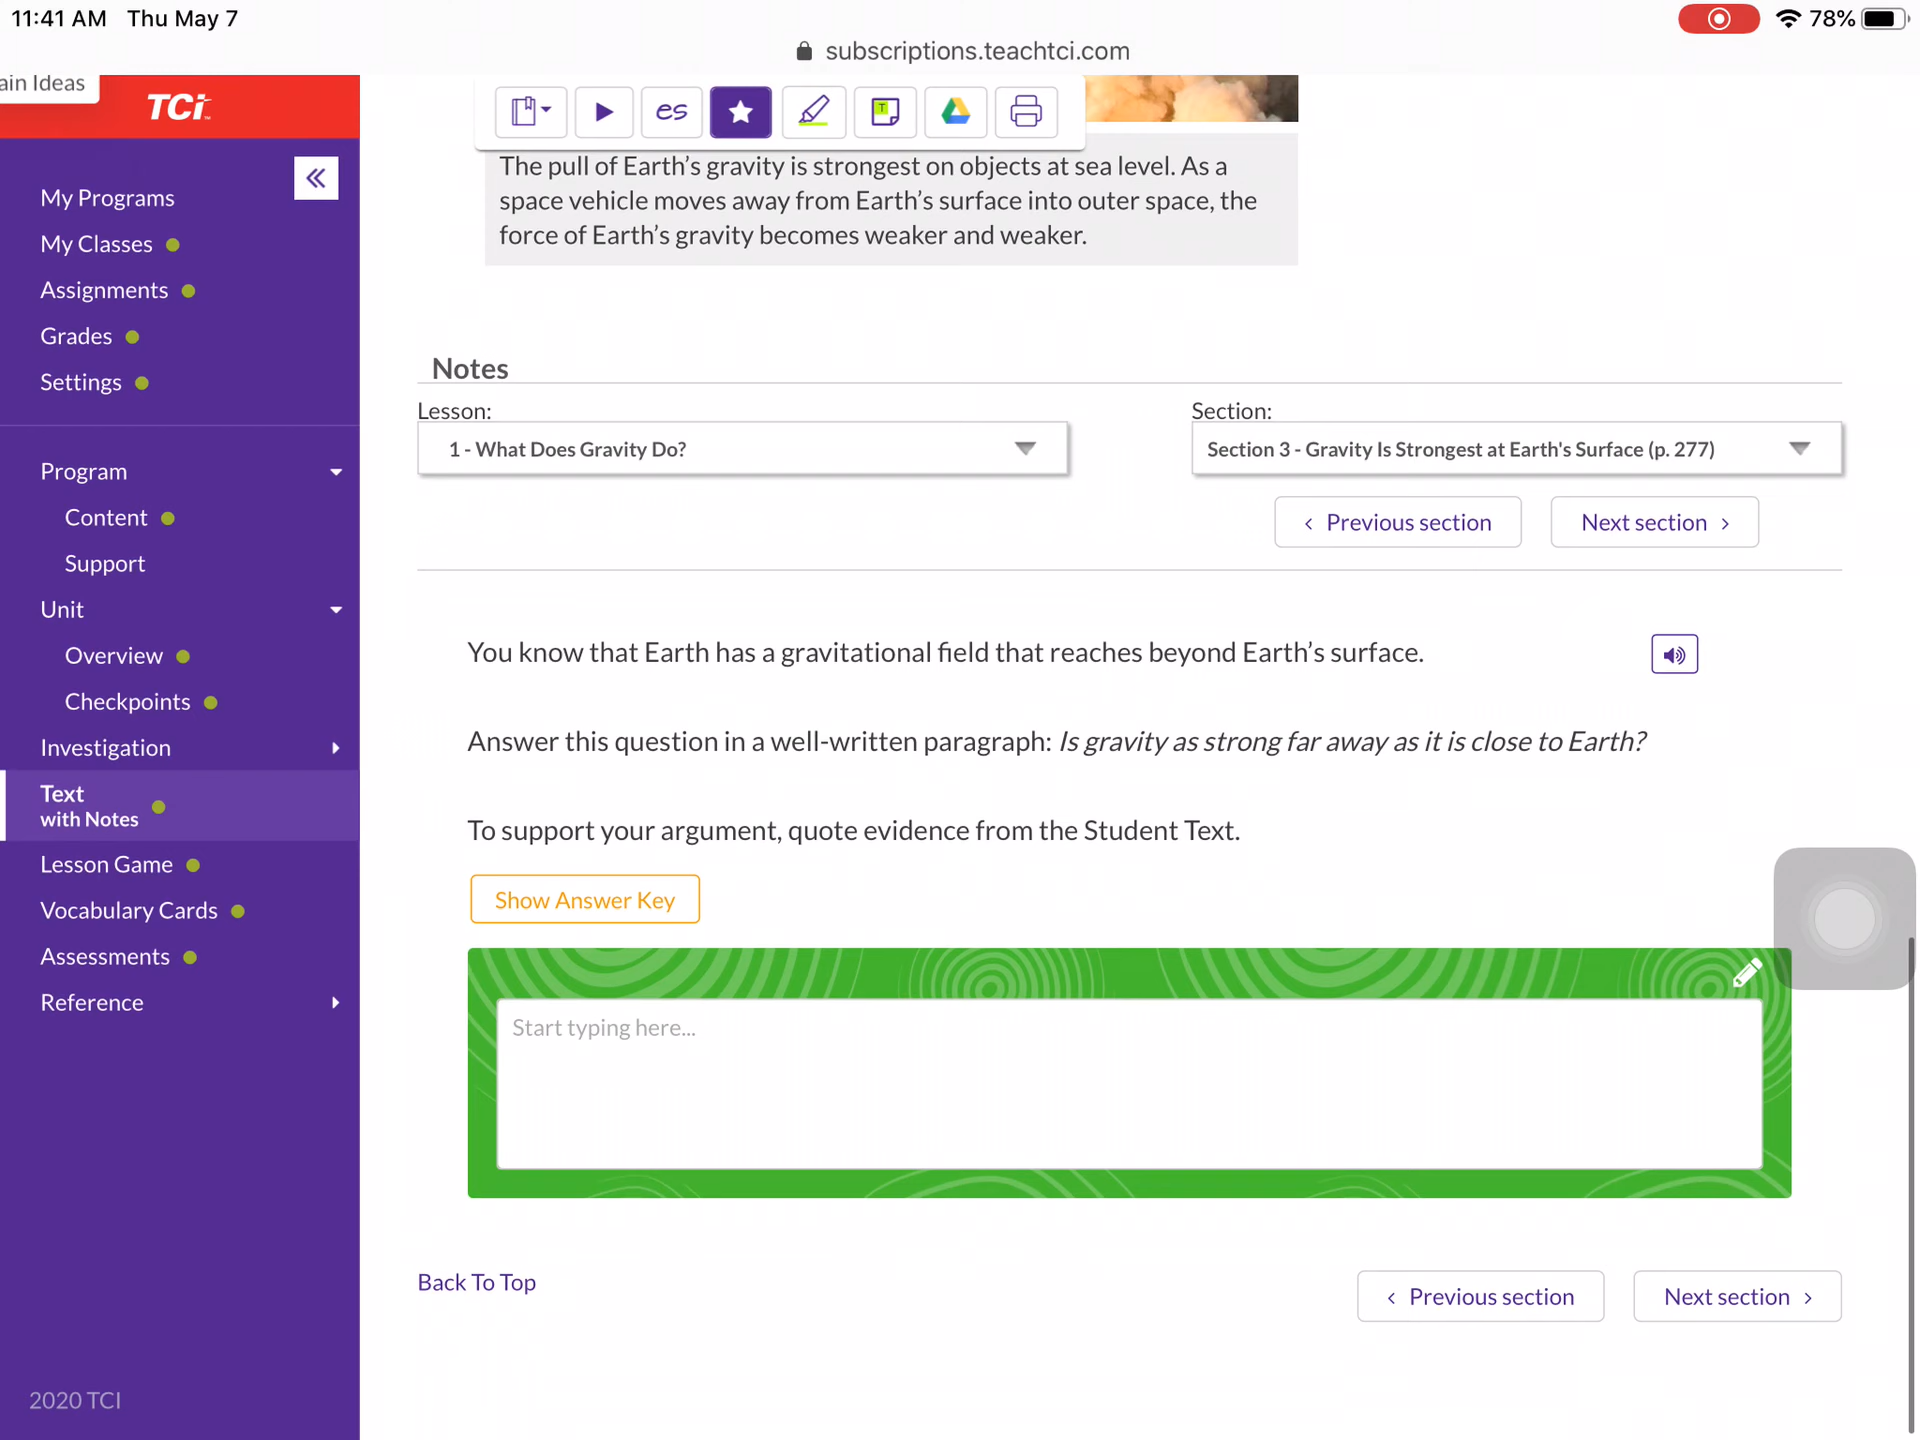 11:41 AM Thu May 7
78%
subscriptions.teachtci.com
ain Ideas
TCi
My Programs
My Classes
Assignments
Grades
Settings
Program
Content
Support
Unit
Overview
Checkpoints
Investigation
Text
with Notes
Lesson Game
Vocabulary Cards
Assessments
Reference
2020 TCI
es
T
The pull of Earth’s gravity is strongest on objects at sea level. As a
space vehicle moves away from Earth’s surface into outer space, the
force of Earth’s gravity becomes weaker and weaker.
Notes
Lesson:
1 - What Does Gravity Do?
Section:
Section 3 - Gravity Is Strongest at Earth's Surface (p. 277)
‹ Previous section
Next section ›
You know that Earth has a gravitational field that reaches beyond Earth’s surface.
Answer this question in a well-written paragraph: Is gravity as strong far away as it is close to Earth?
To support your argument, quote evidence from the Student Text.
Show Answer Key
Start typing here...
Back To Top
‹ Previous section
Next section ›